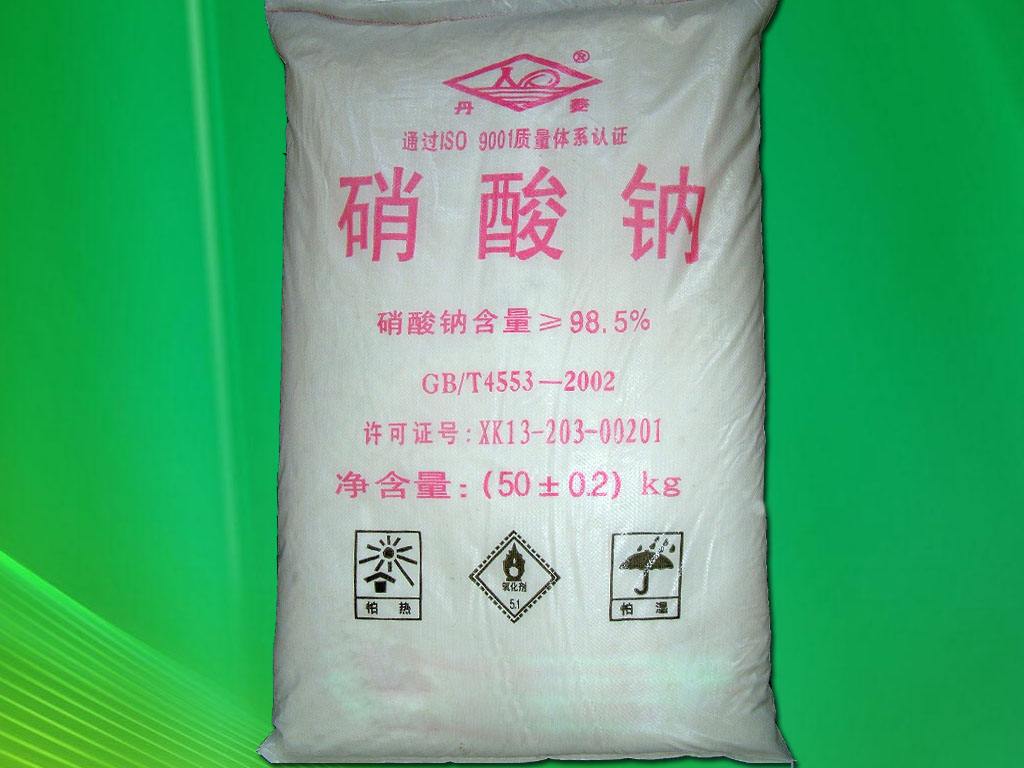 ®
丹 菱
通过ISO 9001质量体系认证
硝酸钠
硝酸钠含量≥98.5%
GB/T4553—2002
许可证号:XK13-203-00201
净含量:(50±0.2)kg
怕热
氧化剂
5.1
怕湿